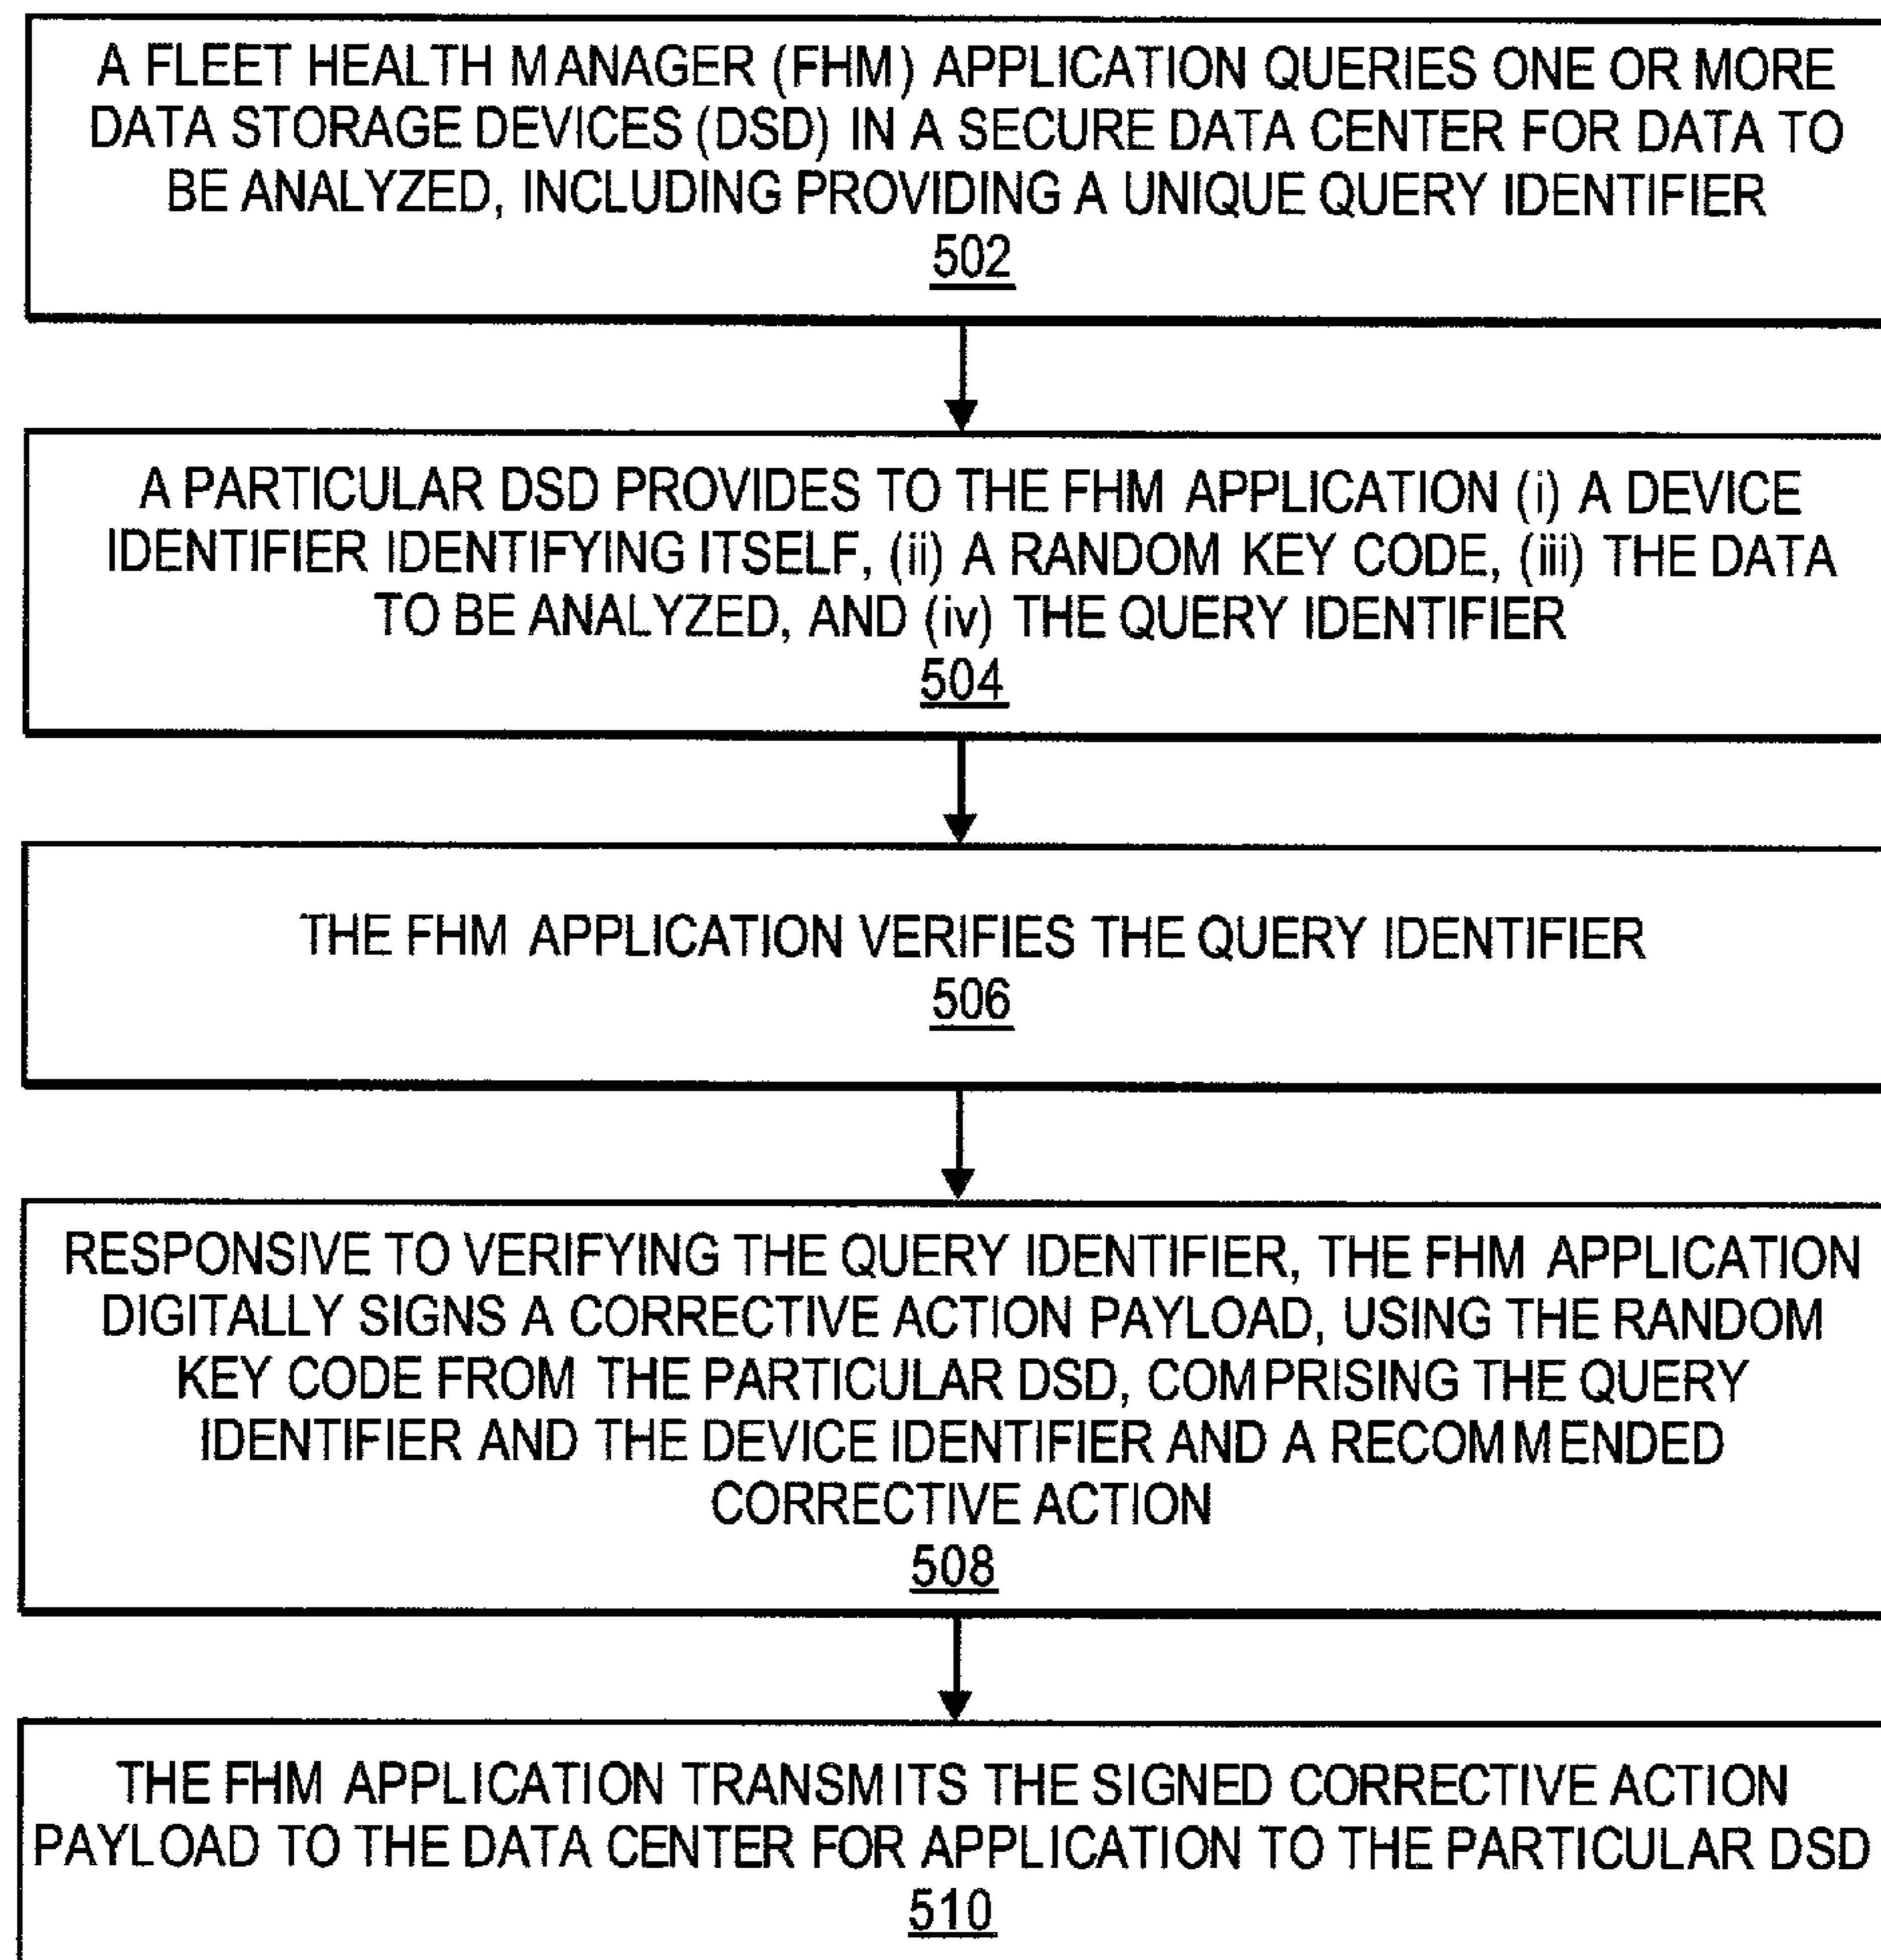 A FLEET HEALTH MANAGER (FHM) APPLICATION QUERIES ONE OR MORE
DATA STORAGE DEVICES (DSD) IN A SECURE DATA CENTER FOR DATA TO
BE ANALYZED, INCLUDING PROVIDING A UNIQUE QUERY IDENTIFIER
502
A PARTICULAR DSD PROVIDES TO THE FHM APPLICATION (i) A DEVICE
IDENTIFIER IDENTIFYING ITSELF, (ii) A RANDOM KEY CODE, (iii) THE DATA
TO BE ANALYZED, AND (iv) THE QUERY IDENTIFIER
504
THE FHM APPLICATION VERIFIES THE QUERY IDENTIFIER
506
RESPONSIVE TO VERIFYING THE QUERY IDENTIFIER, THE FHM APPLICATION
DIGITALLY SIGNS A CORRECTIVE ACTION PAYLOAD, USING THE RANDOM
KEY CODE FROM THE PARTICULAR DSD, COMPRISING THE QUERY
IDENTIFIER AND THE DEVICE IDENTIFIER AND A RECOMMENDED
CORRECTIVE ACTION
508
THE FHM APPLICATION TRANSMITS THE SIGNED CORRECTIVE ACTION
PAYLOAD TO THE DATA CENTER FOR APPLICATION TO THE PARTICULAR DSD
510